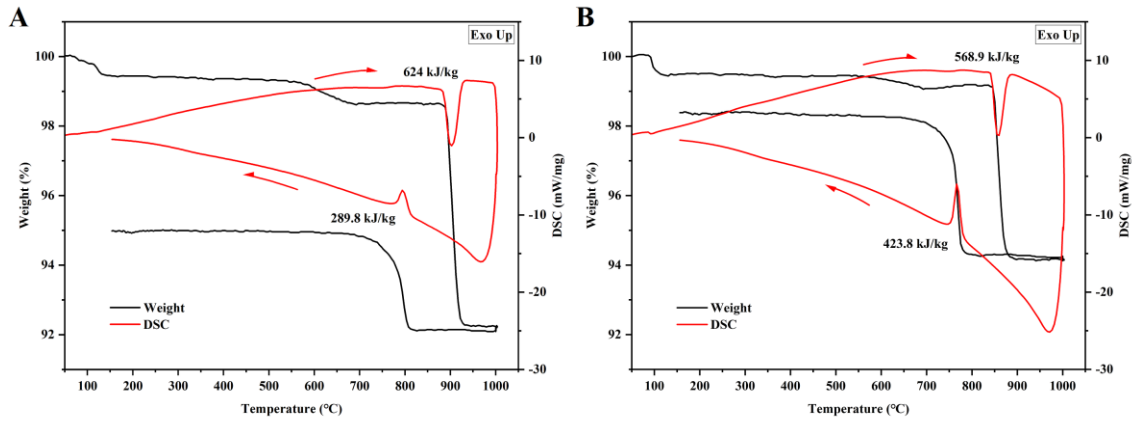 A
Exo Up
624 kJ/kg
289.8 kJ/kg
Weight
DSC
100
98
96
94
92
10
0
-10
-20
-30
100 200 300 400 500 600 700 800 900 1000
Weight (%)
DSC (mW/mg)
Temperature (°C)
B
Exo Up
568.9 kJ/kg
423.8 kJ/kg
Weight
DSC
100
98
96
94
92
10
0
-10
-20
-30
100 200 300 400 500 600 700 800 900 1000
Weight (%)
DSC (mW/mg)
Temperature (°C)